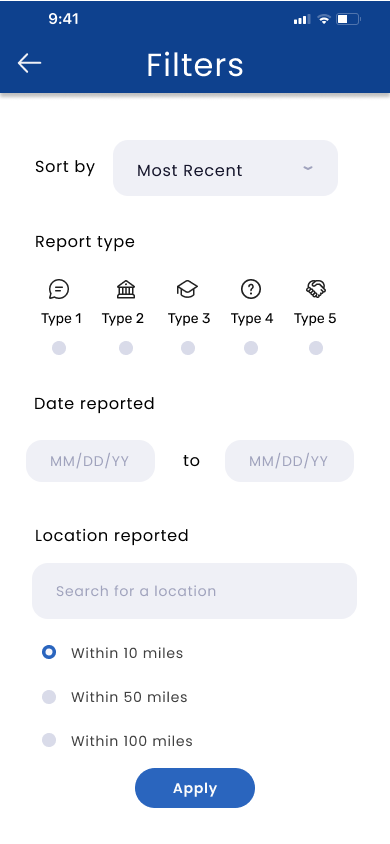 9:41
Filters
Sort by Most Recent
Report type
Type 1 Type 2 Type 3 Type 4 Type 5
Date reported
MM/DD/YY to MM/DD/YY
Location reported
Search for a location
Within 10 miles
Within 50 miles
Within 100 miles
Apply